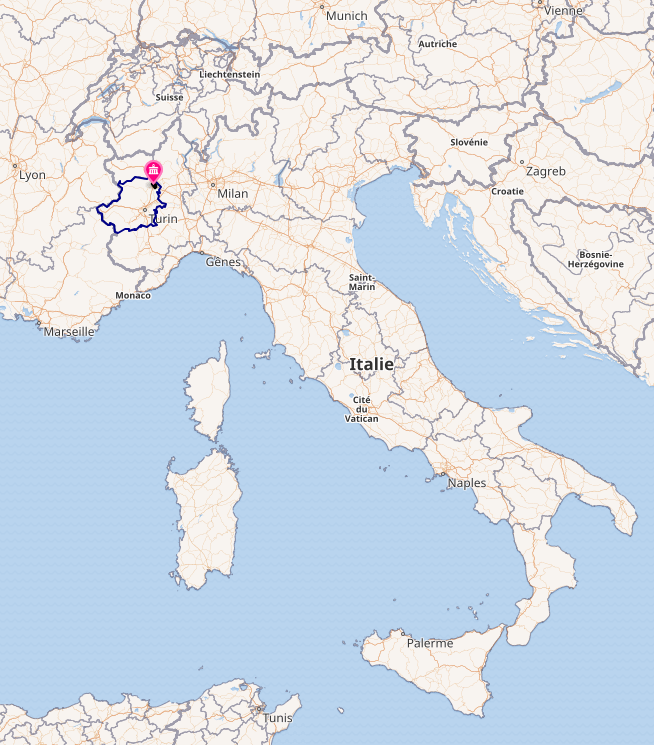 Munich
Vienne
Autriche
Liechtenstein
Suisse
Slovénie
Lyon
Zagreb
Milan
Croatie
Turin
Bosnie-
Herzégovine
Gênes
Saint-
Marin
Monaco
Marseille
Italie
Cité
du
Vatican
Naples
Palerme
Tunis